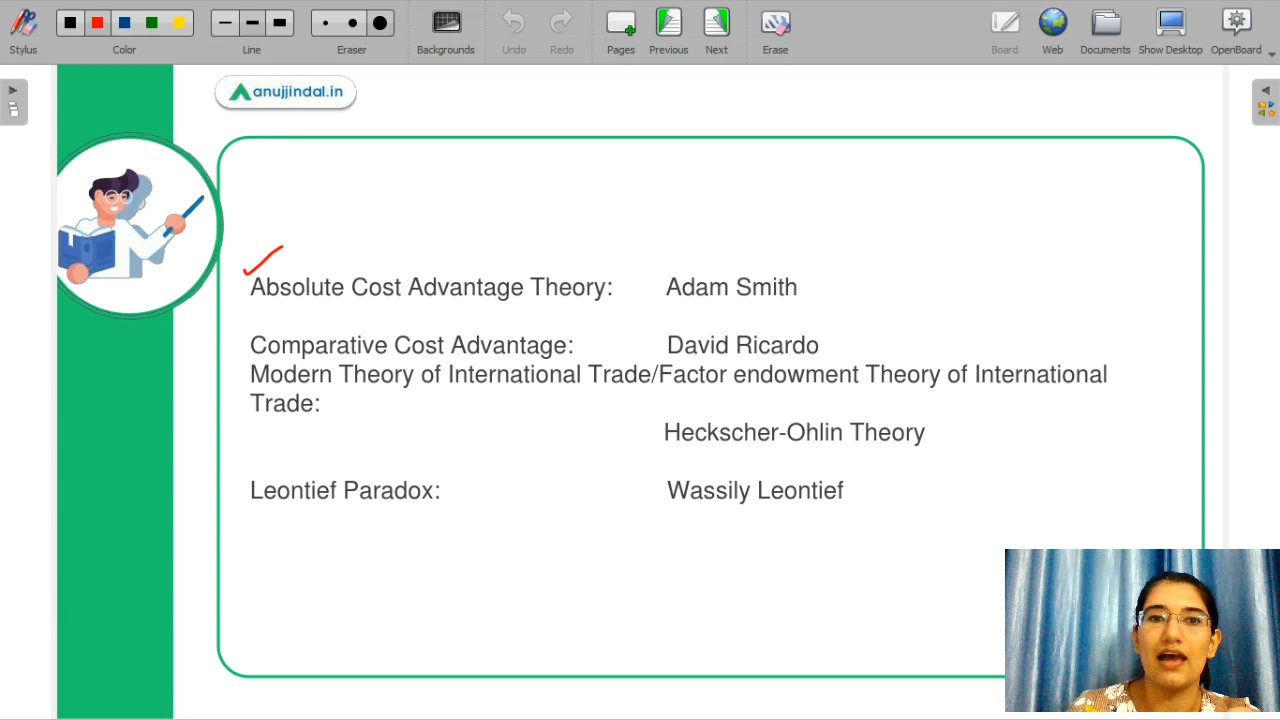 Stylus
Color
Line
Eraser
Backgrounds
Undo
Redo
Pages
Previous
Next
Erase
Board
Web
Documents
Show Desktop
OpenBoard
anujjindal.in
Absolute Cost Advantage Theory: Adam Smith
Comparative Cost Advantage: David Ricardo
Modern Theory of International Trade/Factor endowment Theory of International
Trade:
Heckscher-Ohlin Theory
Leontief Paradox: Wassily Leontief